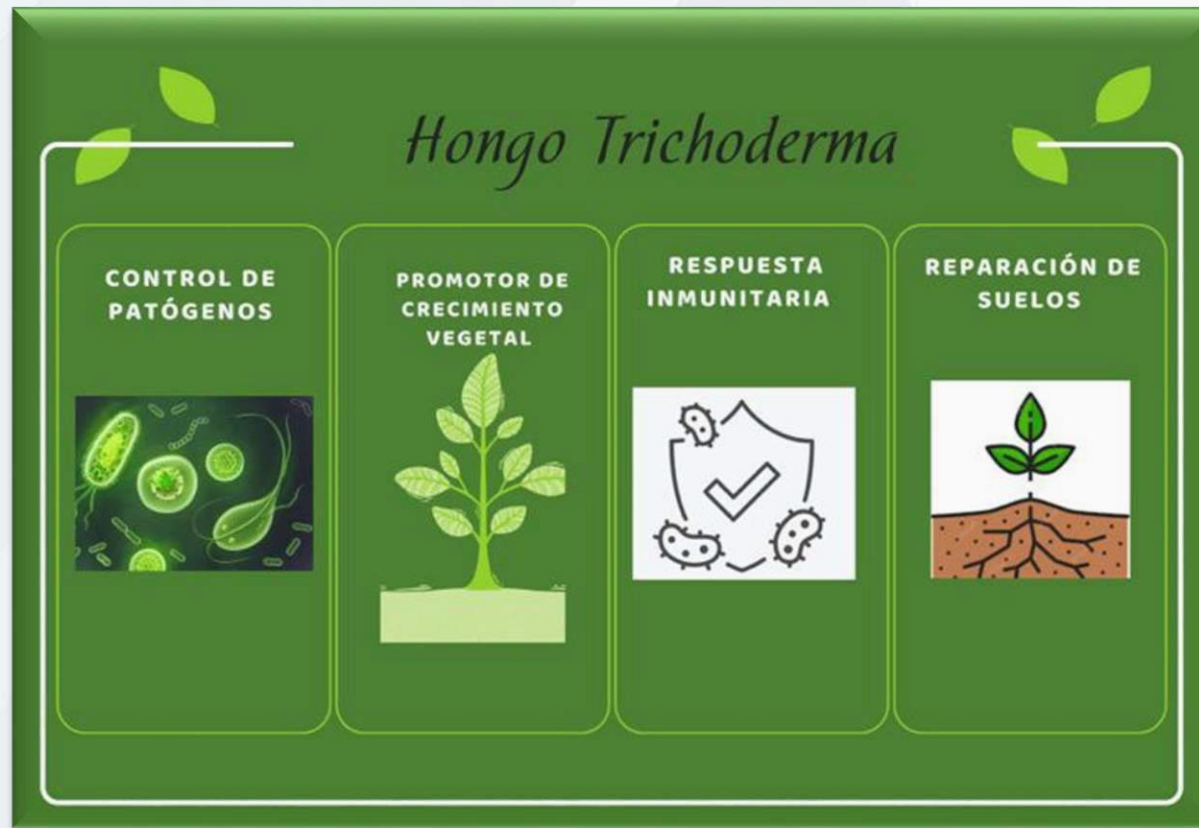 Hongo Trichoderma
CONTROL DE
PATÓGENOS
PROMOTOR DE
CRECIMIENTO
VEGETAL
RESPUESTA
INMUNITARIA
REPARACIÓN DE
SUELOS